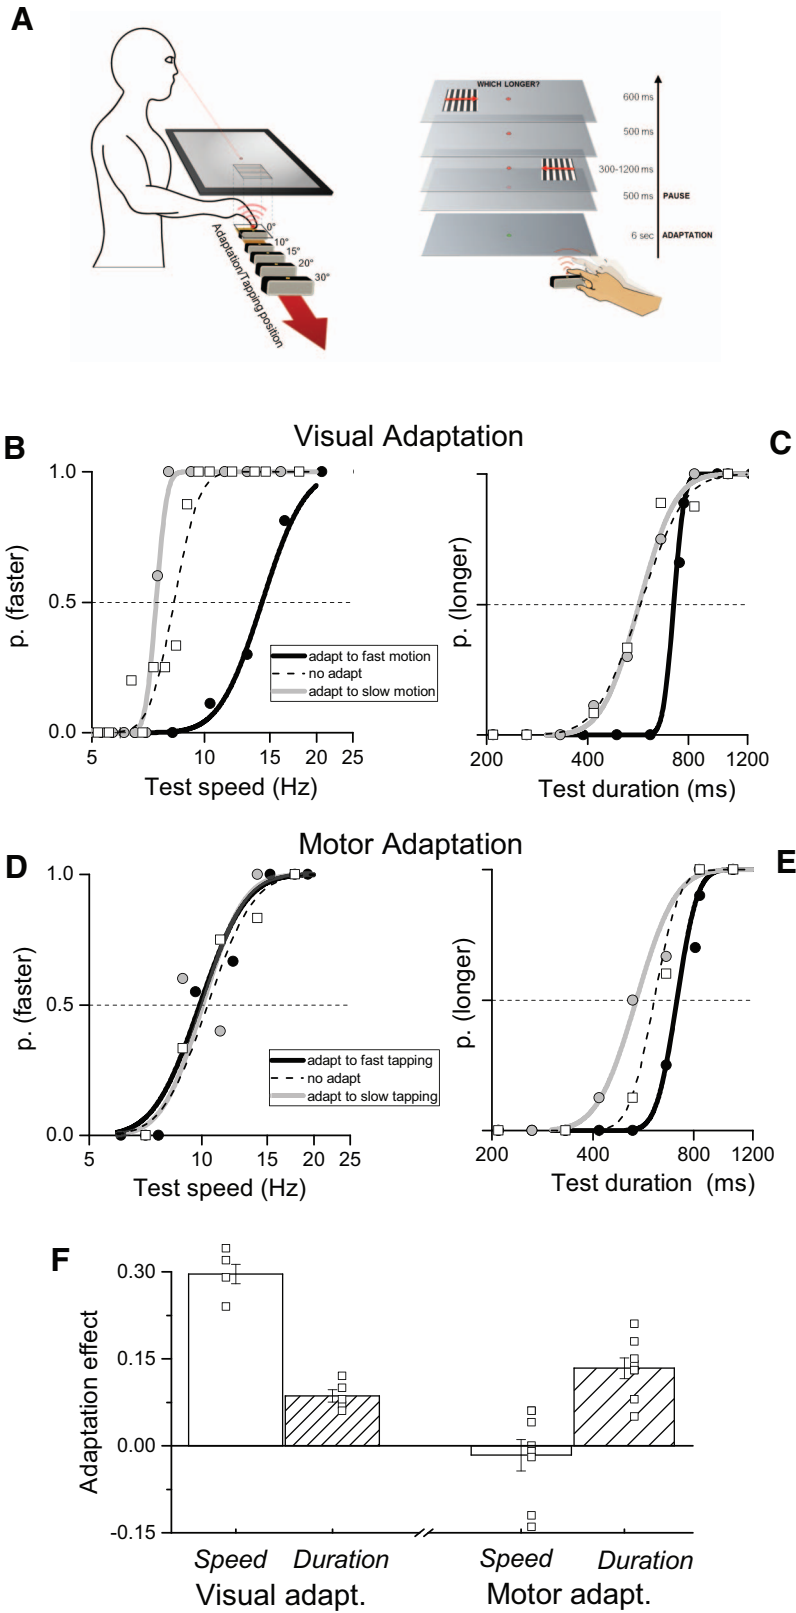 A
WHICH LONGER?
600 ms
500 ms
300-1200 ms
500 ms PAUSE
6 sec ADAPTATION
0°
10°
15°
20°
30°
Adaptation/Tapping position
Visual Adaptation
B
1.0
0.5
0.0
p. (faster)
5 10 15 20 25
Test speed (Hz)
adapt to fast motion
no adapt
adapt to slow motion
C
p. (longer)
200 400 800 1200
Test duration (ms)
Motor Adaptation
D
1.0
0.5
0.0
p. (faster)
5 10 15 20 25
Test speed (Hz)
adapt to fast tapping
no adapt
adapt to slow tapping
E
p. (longer)
200 400 800 1200
Test duration (ms)
F
0.30
0.15
0.00
-0.15
Adaptation effect
Speed Duration Speed Duration
Visual adapt. Motor adapt.